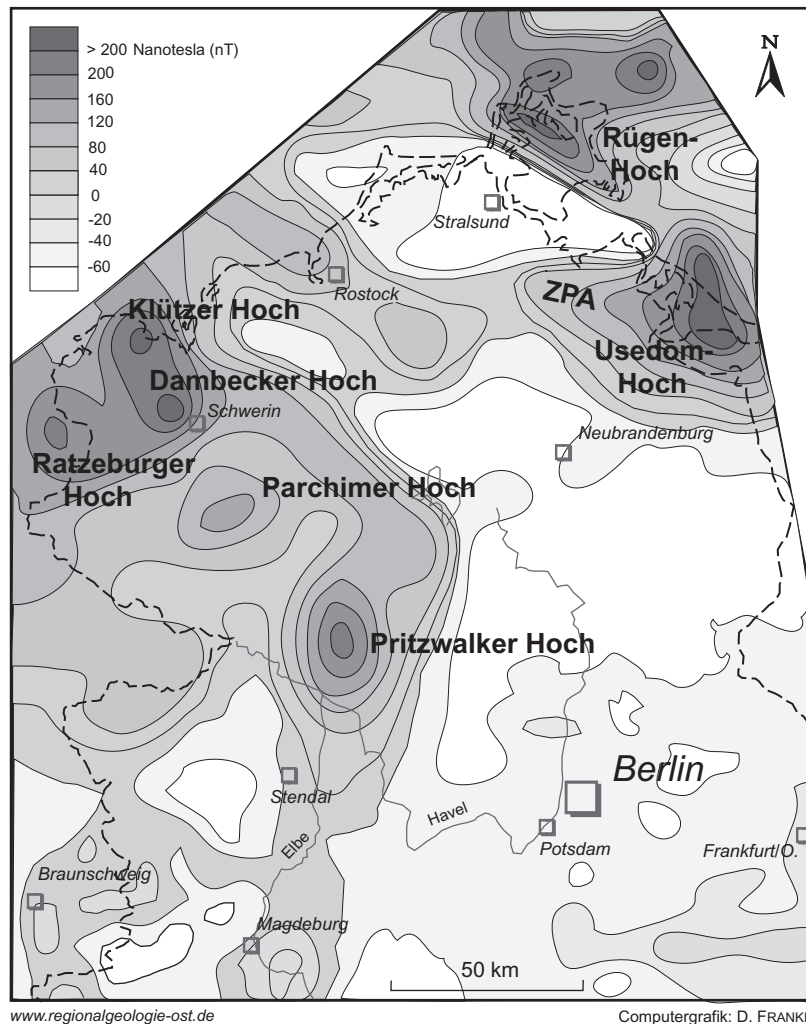 > 200 Nanotesla (nT)
200
160
120
80
40
0
-20
-40
-60
N
Rügen-
Hoch
Stralsund
Rostock
ZPA
Klützer Hoch
Usedom-
Hoch
Dambecker Hoch
Schwerin
Neubrandenburg
Ratzeburger
Hoch
Parchimer Hoch
Pritzwalker Hoch
Berlin
Stendal
Havel
Elbe
Potsdam
Frankfurt/O.
Braunschweig
Magdeburg
50 km
www.regionalgeologie-ost.de
Computergrafik: D. FRANKE